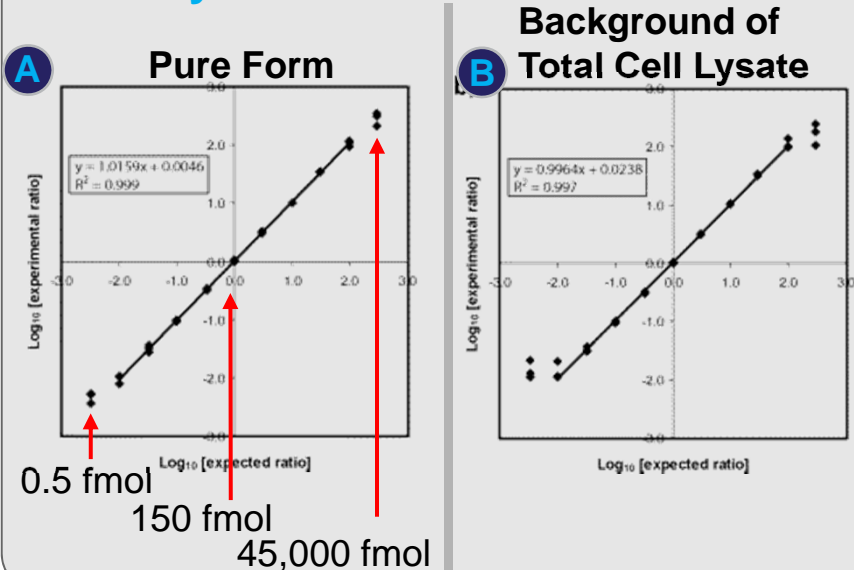 A
Pure Form
3.0
2.0
1.0
0.0
-3.0 -2.0 -1.0 0.0 1.0 2.0 3.0
-1.0
-2.0
-3.0
y = 1.0159x + 0.0046
R² = 0.999
Log₁₀ [experimental ratio]
Log₁₀ [expected ratio]
0.5 fmol
150 fmol
45,000 fmol
Background of
B Total Cell Lysate
3.0
2.0
1.0
0.0
-3.0 -2.0 -1.0 0.0 1.0 2.0 3.0
-1.0
-2.0
-3.0
y = 0.9964x + 0.0238
R² = 0.997
Log₁₀ [experimental ratio]
Log₁₀ [expected ratio]